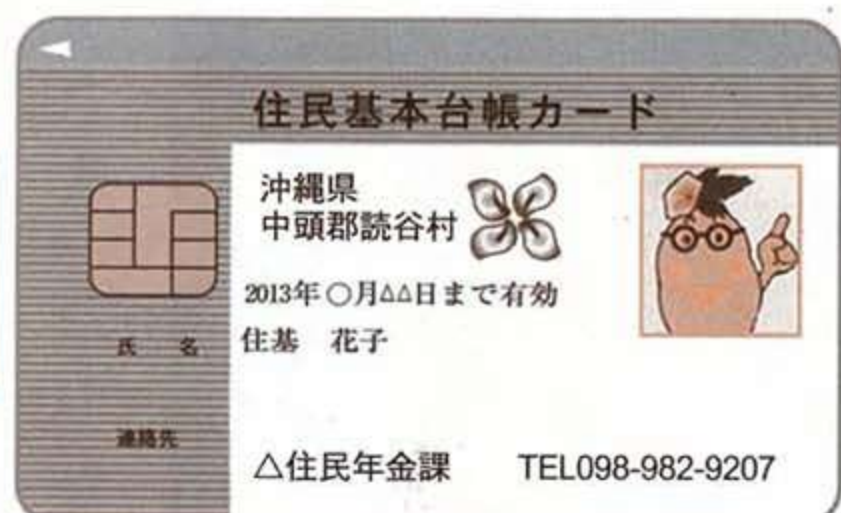 住民基本台帳カード
沖縄県
中頭郡読谷村
2013年○月△△日まで有効
氏　名 住基　花子
連絡先
△住民年金課 TEL098-982-9207